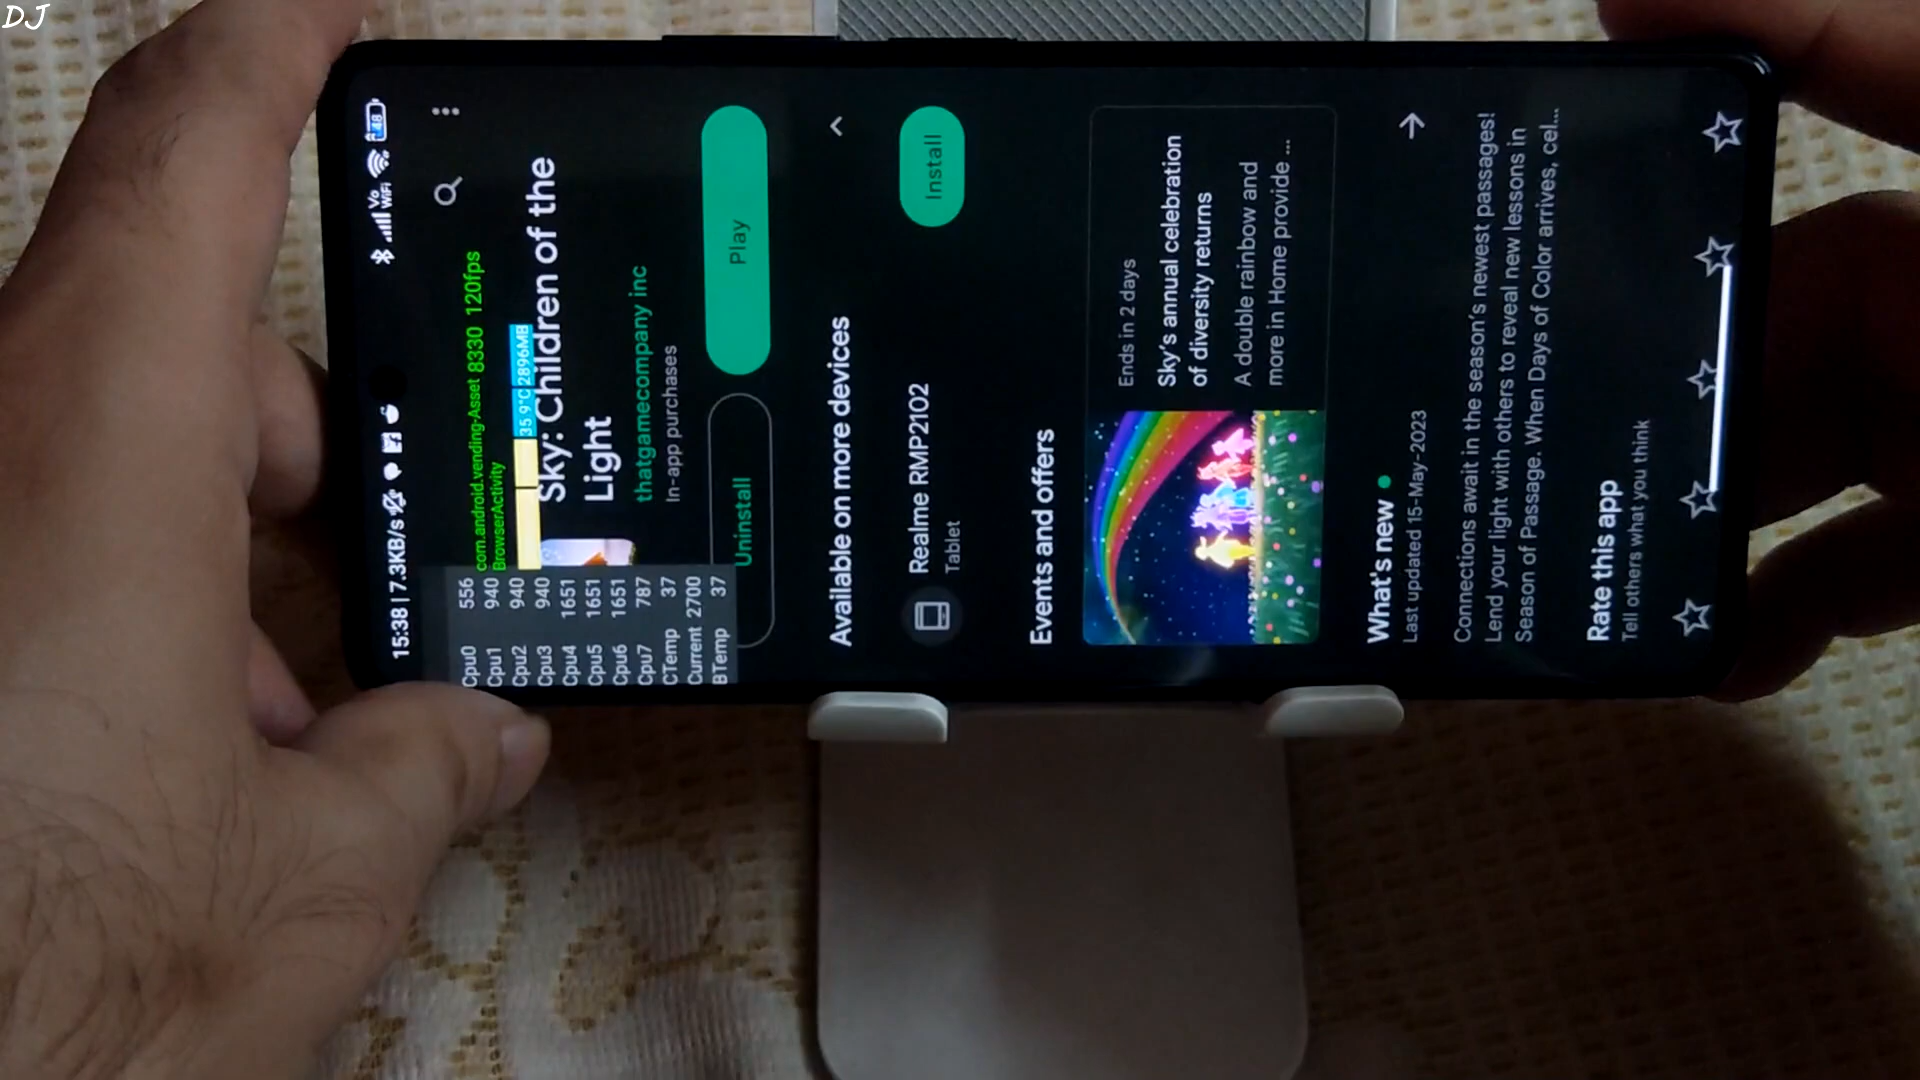 DJ
15:38 | 7.3KB/s
Vo
WiFi
48
com.android.vending-Asset 8330 120fps
BrowserActivity
35.9°C 2896MB
Cpu0 556
Cpu1 940
Cpu2 940
Cpu3 940
Cpu4 1651
Cpu5 1651
Cpu6 1651
Cpu7 787
CTemp 37
Current 2700
BTemp 37
Sky: Children of the
Light
thatgamecompany inc
In-app purchases
Uninstall
Play
Available on more devices
Realme RMP2102
Tablet
Install
Events and offers
Ends in 2 days
Sky's annual celebration
of diversity returns
A double rainbow and
more in Home provide ...
What's new
Last updated 15-May-2023
Connections await in the season's newest passages!
Lend your light with others to reveal new lessons in
Season of Passage. When Days of Color arrives, cel...
Rate this app
Tell others what you think